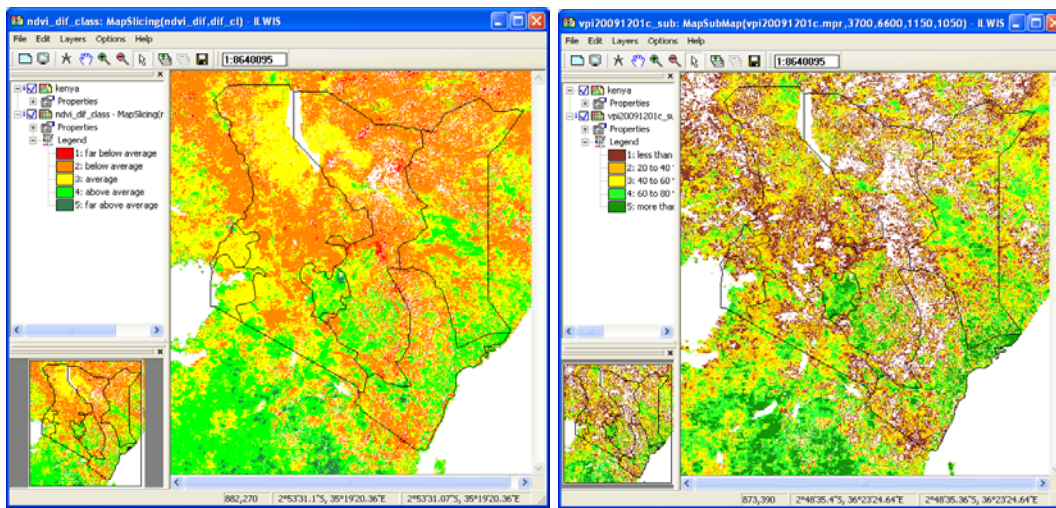 ndvi_dif_class: MapSlicing(ndvi_dif,dif_cl) - ILWIS
File Edit Layers Options Help
1:8640095
kenya
Properties
ndvi_dif_class - MapSlicing(r
Properties
Legend
1: far below average
2: below average
3: average
4: above average
5: far above average
882,270 2°53'31.1"S, 35°19'20.36"E 2°53'31.07"S, 35°19'20.36"E
vpi20091201c_sub: MapSubMap(vpi20091201c.mpr,3700,6600,1150,1050) - ILWIS
File Edit Layers Options Help
1:8640095
kenya
Properties
vpi20091201c_su
Properties
Legend
1: less than
2: 20 to 40
3: 40 to 60
4: 60 to 80
5: more tha
873,390 2°48'35.4"S, 36°23'24.64"E 2°48'35.36"S, 36°23'24.64"E